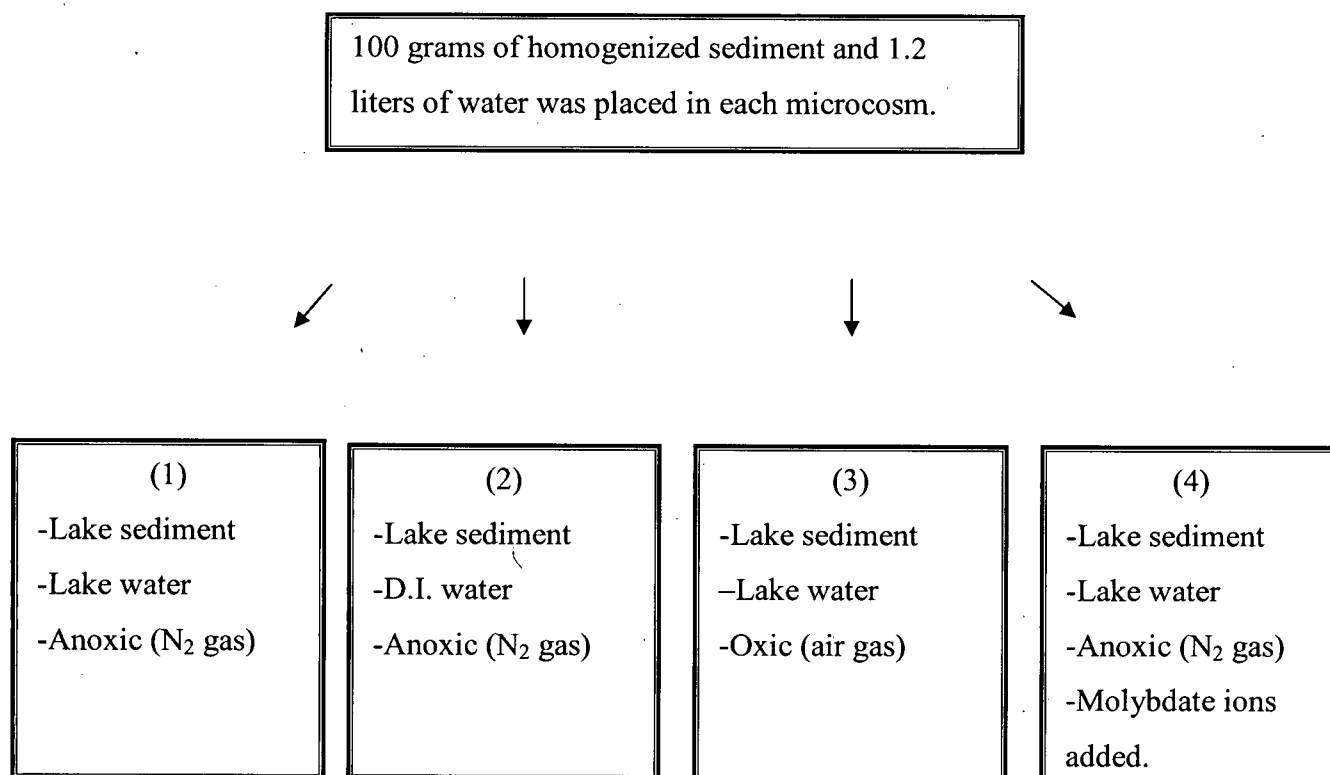 100 grams of homogenized sediment and 1.2
liters of water was placed in each microcosm.
(1)
-Lake sediment
-Lake water
-Anoxic (N₂ gas)
(2)
-Lake sediment
-D.I. water
-Anoxic (N₂ gas)
(3)
-Lake sediment
–Lake water
-Oxic (air gas)
(4)
-Lake sediment
-Lake water
-Anoxic (N₂ gas)
-Molybdate ions
added.